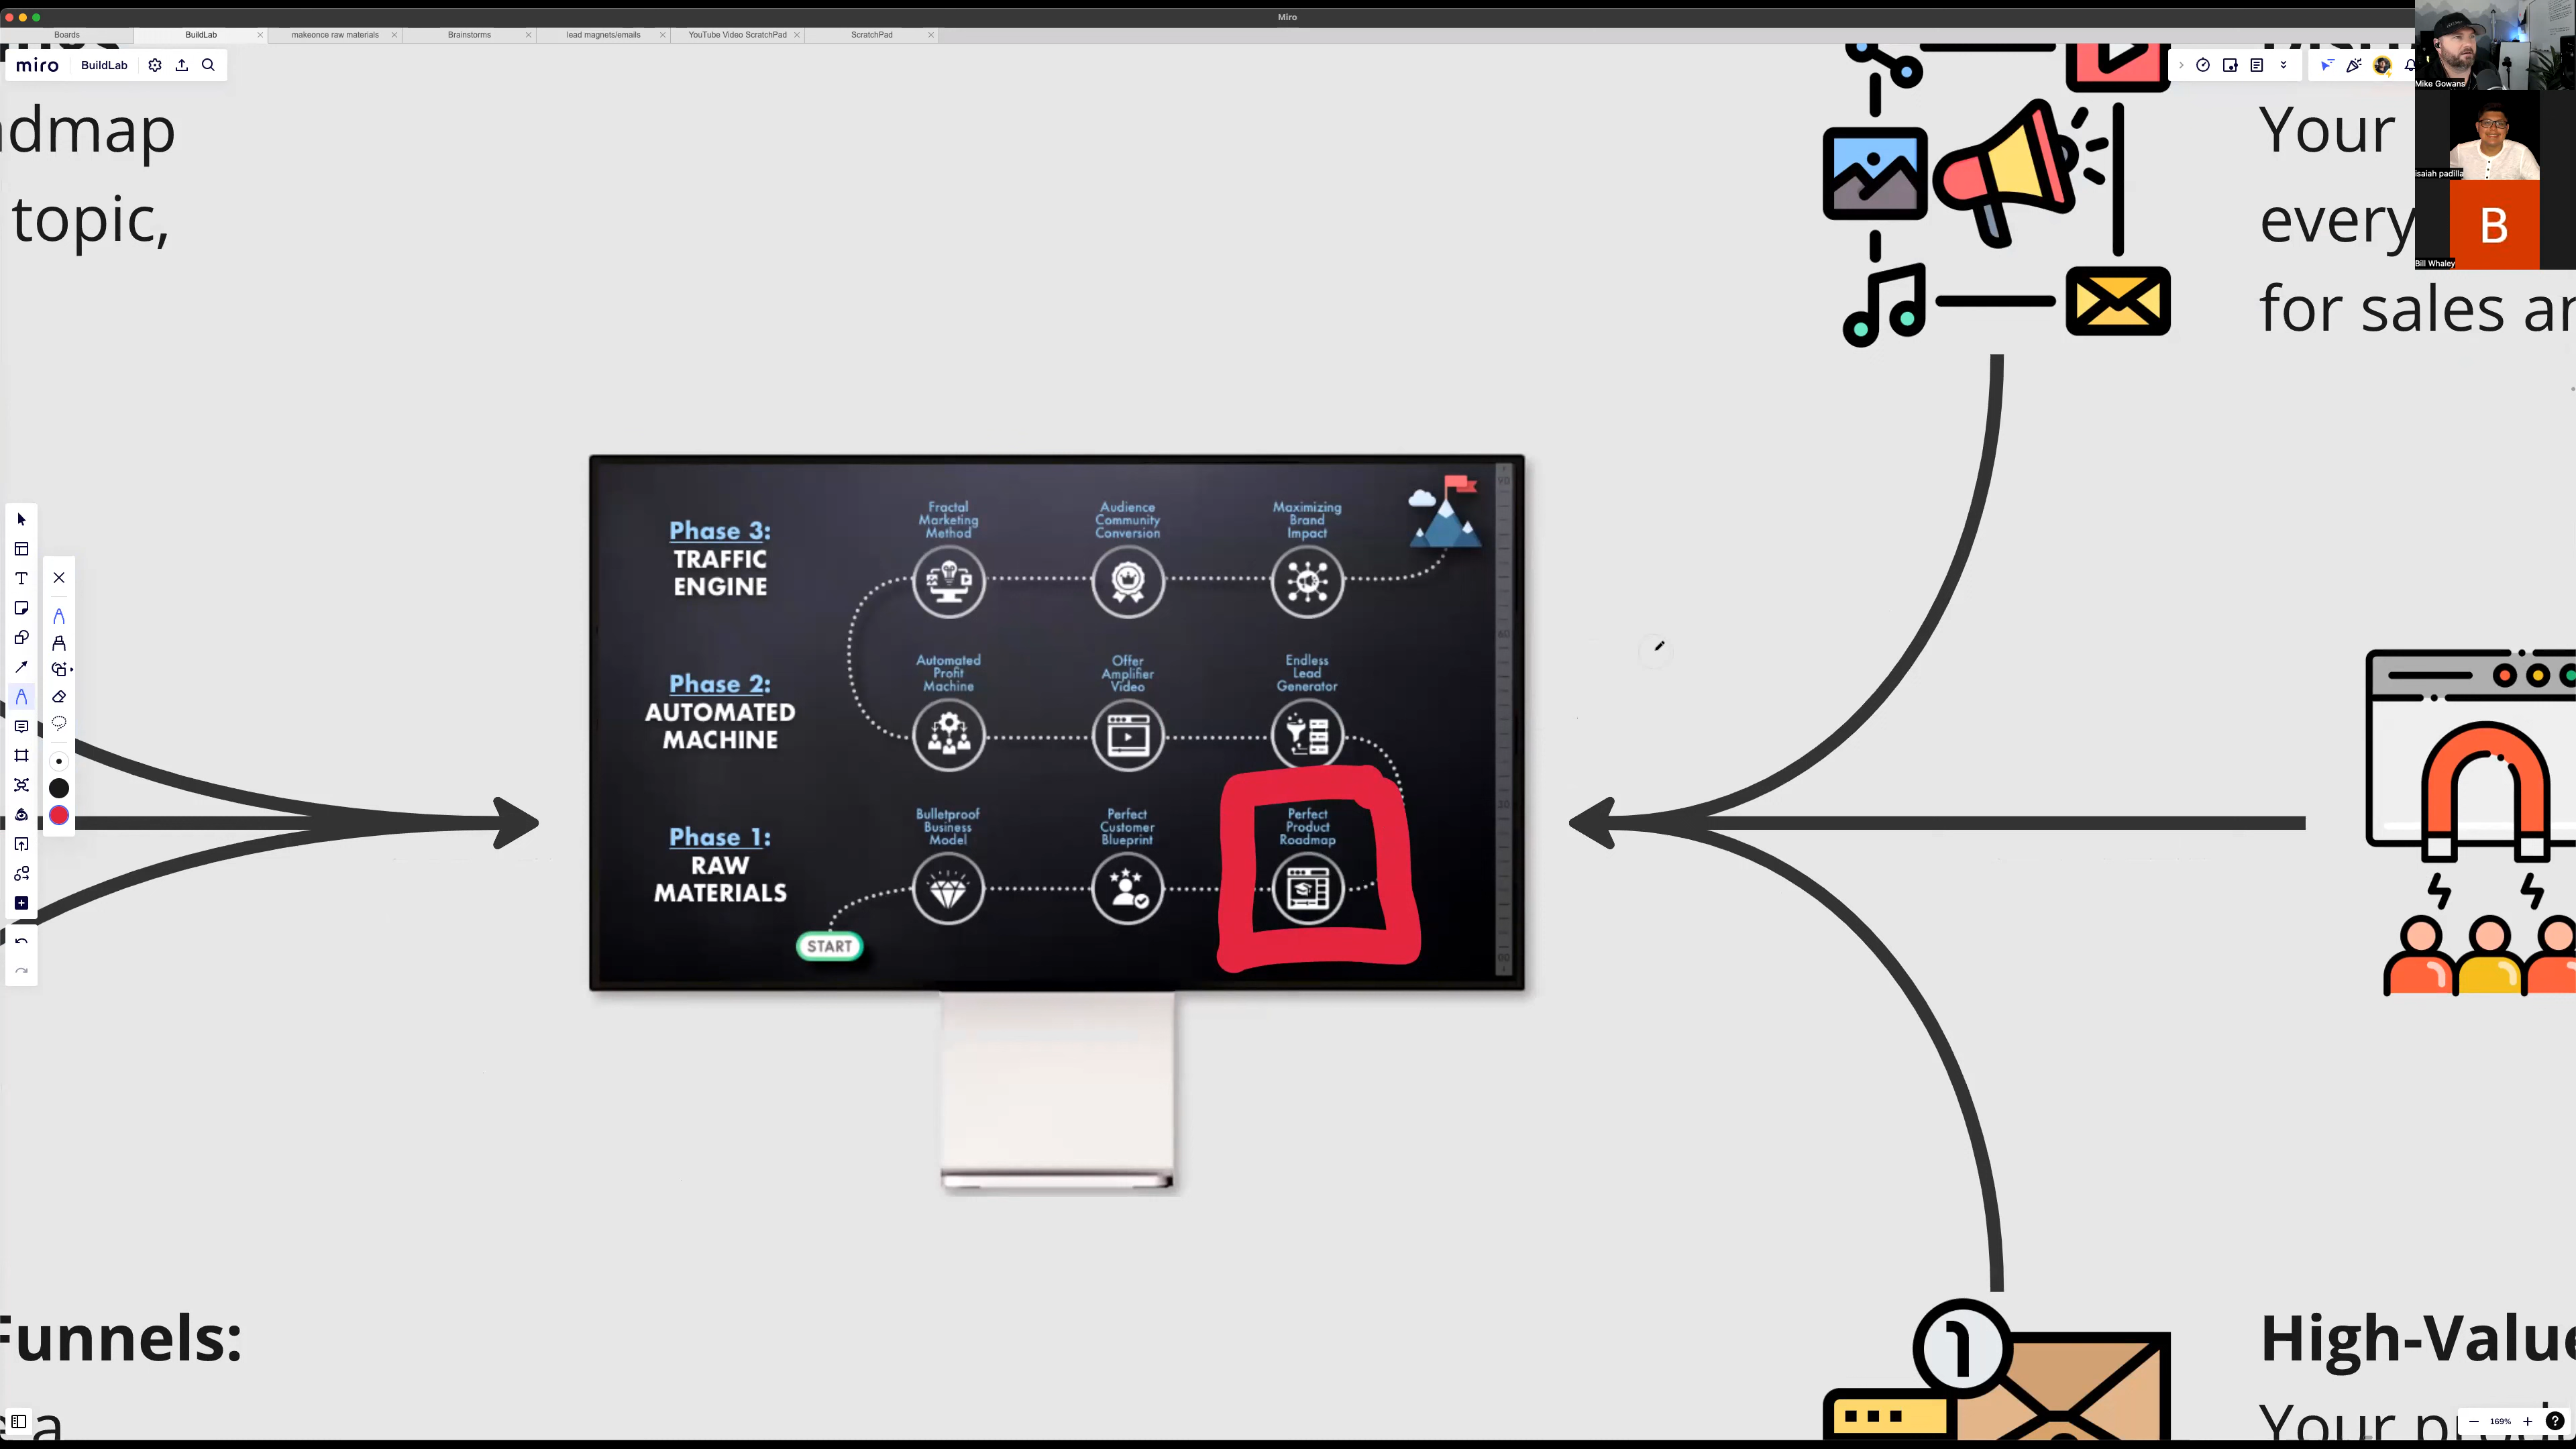 Miro
Boards
BuildLab
makeonce raw materials
Brainstorms
lead magnets/emails
YouTube Video ScratchPad
ScratchPad
miro
BuildLab
admap
topic,
Your
every
for sales ar
Mike Gowans
isaiah padilla
B
Bill Whaley
Phase 3:
TRAFFIC
ENGINE
Fractal
Marketing
Method
Audience
Community
Conversion
Maximizing
Brand
Impact
Phase 2:
AUTOMATED
MACHINE
Automated
Profit
Machine
Offer
Amplifier
Video
Endless
Lead
Generator
Phase 1:
RAW
MATERIALS
Bulletproof
Business
Model
Perfect
Customer
Blueprint
Perfect
Product
Roadmap
START
Funnels:
a
1
High-Value
Your
169%